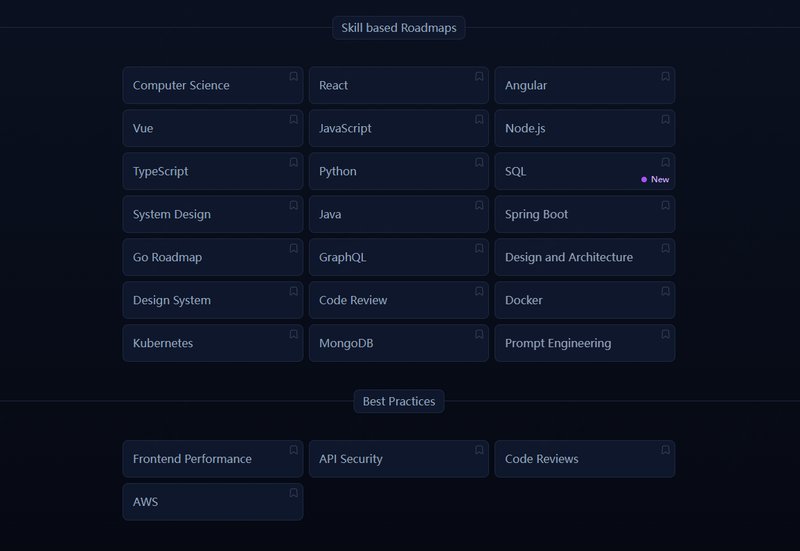 Skill based Roadmaps
Computer Science
React
Angular
Vue
JavaScript
Node.js
TypeScript
Python
SQL
New
System Design
Java
Spring Boot
Go Roadmap
GraphQL
Design and Architecture
Design System
Code Review
Docker
Kubernetes
MongoDB
Prompt Engineering
Best Practices
Frontend Performance
API Security
Code Reviews
AWS